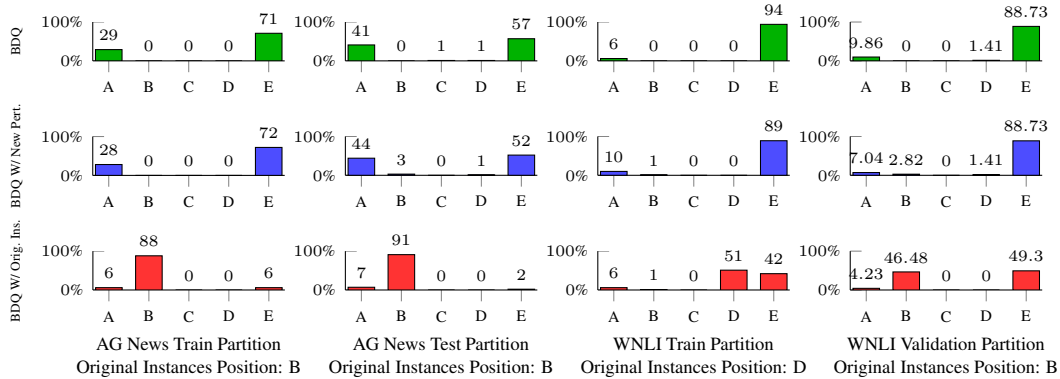 BDQ
100%
0%
29 0 0 0 71
A B C D E
100%
0%
41 0 1 1 57
A B C D E
100%
0%
6 0 0 0 94
A B C D E
100%
0%
9.86 0 0 1.41 88.73
A B C D E
BDQ W/ New Pert.
100%
0%
28 0 0 0 72
A B C D E
100%
0%
44 3 0 1 52
A B C D E
100%
0%
10 1 0 0 89
A B C D E
100%
0%
7.04 2.82 0 1.41 88.73
A B C D E
BDQ W/ Orig. Ins.
100%
0%
6 88 0 0 6
A B C D E
100%
0%
7 91 0 0 2
A B C D E
100%
0%
6 1 0 51 42
A B C D E
100%
0%
4.23 46.48 0 0 49.3
A B C D E
AG News Train Partition
Original Instances Position: B
AG News Test Partition
Original Instances Position: B
WNLI Train Partition
Original Instances Position: D
WNLI Validation Partition
Original Instances Position: B